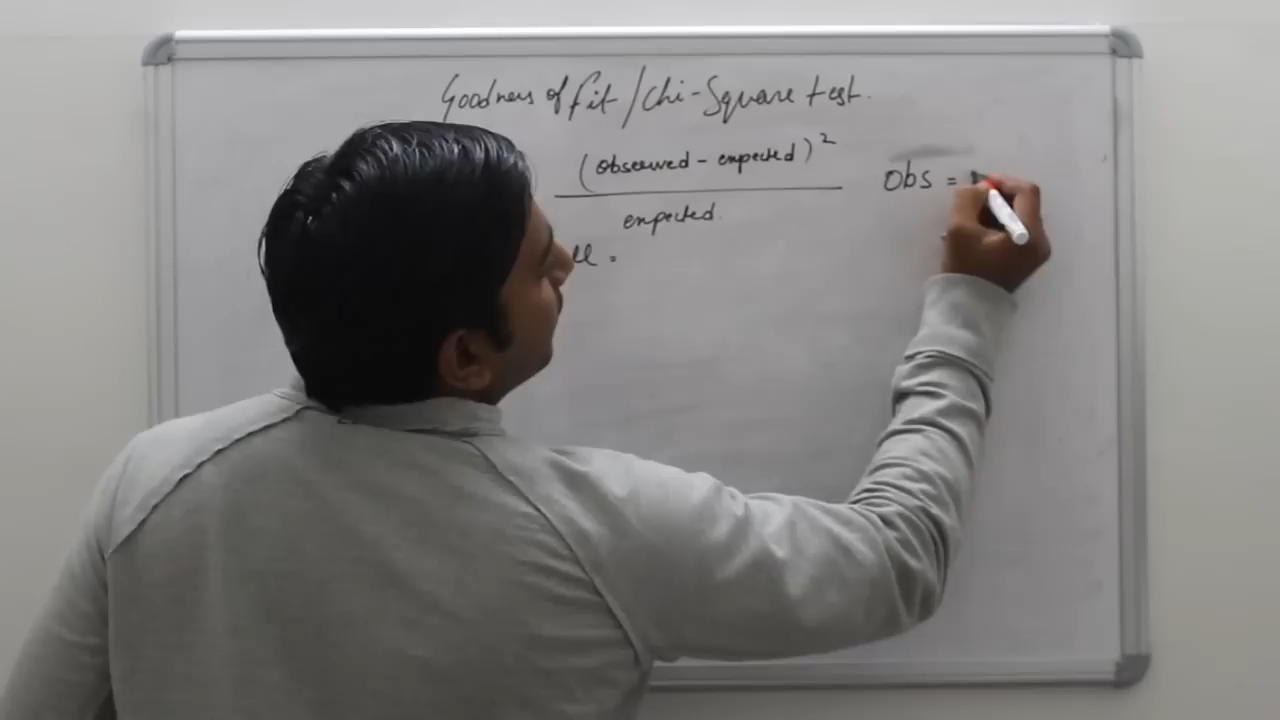 Goodness of fit / Chi-Square test.
(Observed - expected)²
expected.
Obs =